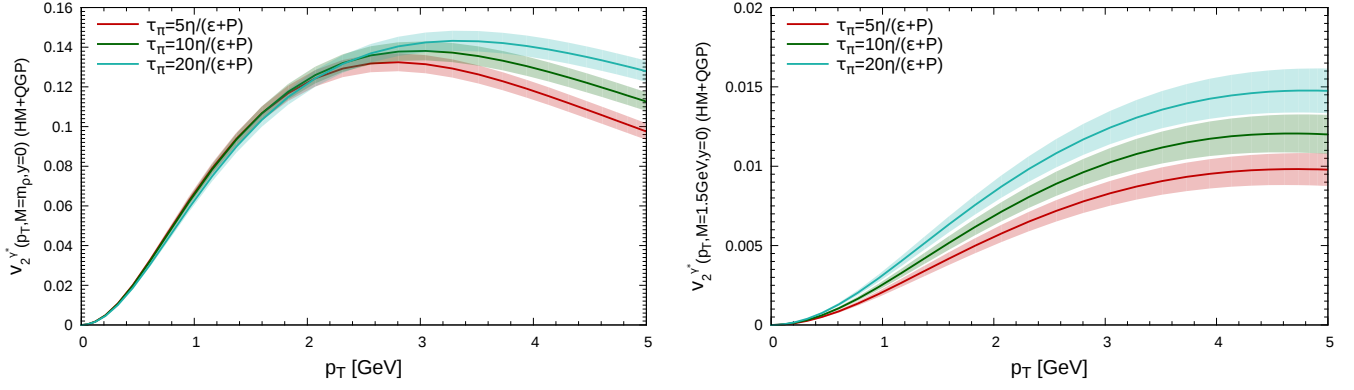 τπ=5η/(ε+P)
τπ=10η/(ε+P)
τπ=20η/(ε+P)
0.16
0.14
0.12
0.1
0.08
0.06
0.04
0.02
0
0 1 2 3 4 5
pT [GeV]
v2^γ*(pT,M=mρ,y=0) (HM+QGP)
τπ=5η/(ε+P)
τπ=10η/(ε+P)
τπ=20η/(ε+P)
0.02
0.015
0.01
0.005
0
0 1 2 3 4 5
pT [GeV]
v2^γ*(pT,M=1.5GeV,y=0) (HM+QGP)